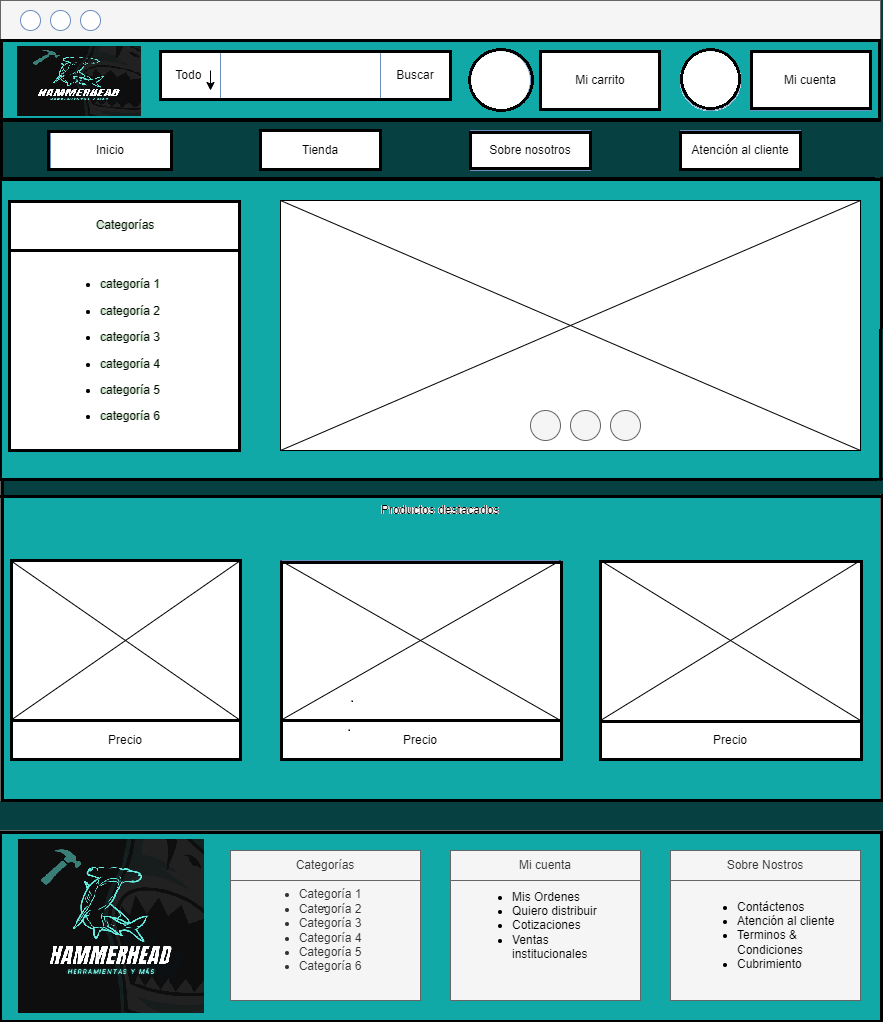 HAMMERHEAD
HERRAMIENTAS Y MÁS
Todo
Buscar
Mi carrito
Mi cuenta
Inicio
Tienda
Sobre nosotros
Atención al cliente
Categorías
categoría 1
categoría 2
categoría 3
categoría 4
categoría 5
categoría 6
Productos destacados
Precio
Precio
Precio
HAMMERHEAD
HERRAMIENTAS Y MÁS
Categorías
Categoría 1
Categoría 2
Categoría 3
Categoría 4
Categoría 5
Categoría 6
Mi cuenta
Mis Ordenes
Quiero distribuir
Cotizaciones
Ventas
institucionales
Sobre Nostros
Contáctenos
Atención al cliente
Terminos &
Condiciones
Cubrimiento